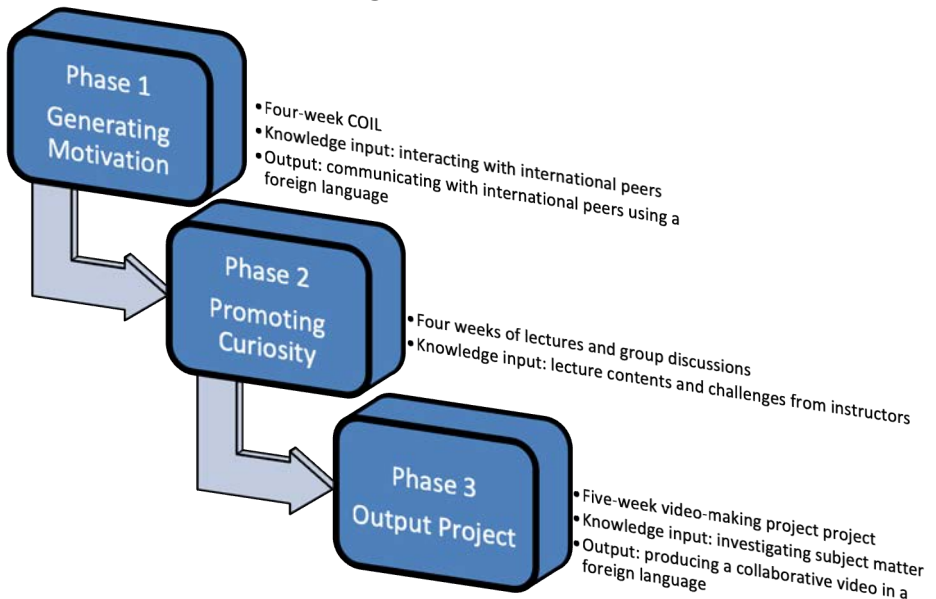 Phase 1
Generating
Motivation
•Four-week COIL
•Knowledge input: interacting with international peers
•Output: communicating with international peers using a
foreign language
Phase 2
Promoting
Curiosity
•Four weeks of lectures and group discussions
•Knowledge input: lecture contents and challenges from instructors
Phase 3
Output Project
•Five-week video-making project project
•Knowledge input: investigating subject matter
•Output: producing a collaborative video in a
foreign language